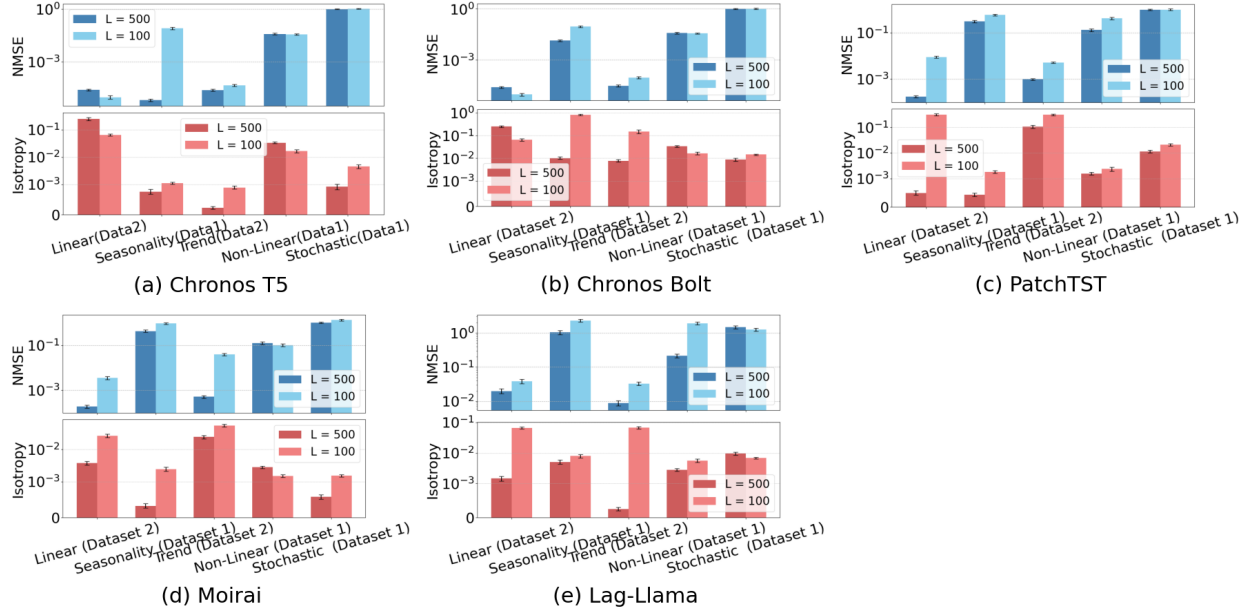 NMSE
10⁰
10⁻³
L = 500
L = 100
Isotropy
10⁻¹
10⁻²
10⁻³
0
L = 500
L = 100
Linear(Data2)
Seasonality(Data1)
Trend(Data2)
Non-Linear(Data1)
Stochastic(Data1)
(a) Chronos T5
NMSE
10⁰
10⁻³
L = 500
L = 100
Isotropy
10⁰
10⁻¹
10⁻²
10⁻³
0
L = 500
L = 100
Linear (Dataset 2)
Seasonality (Dataset 1)
Trend (Dataset 2)
Non-Linear (Dataset 1)
Stochastic (Dataset 1)
(b) Chronos Bolt
NMSE
10⁻¹
10⁻³
L = 500
L = 100
Isotropy
10⁻¹
10⁻²
10⁻³
0
L = 500
L = 100
Linear (Dataset 2)
Seasonality (Dataset 1)
Trend (Dataset 2)
Non-Linear (Dataset 1)
Stochastic (Dataset 1)
(c) PatchTST
NMSE
10⁻¹
10⁻³
L = 500
L = 100
Isotropy
10⁻²
10⁻³
0
L = 500
L = 100
Linear (Dataset 2)
Seasonality (Dataset 1)
Trend (Dataset 2)
Non-Linear (Dataset 1)
Stochastic (Dataset 1)
(d) Moirai
NMSE
10⁰
10⁻¹
10⁻²
L = 500
L = 100
Isotropy
10⁻¹
10⁻²
10⁻³
0
L = 500
L = 100
Linear (Dataset 2)
Seasonality (Dataset 1)
Trend (Dataset 2)
Non-Linear (Dataset 1)
Stochastic (Dataset 1)
(e) Lag-Llama